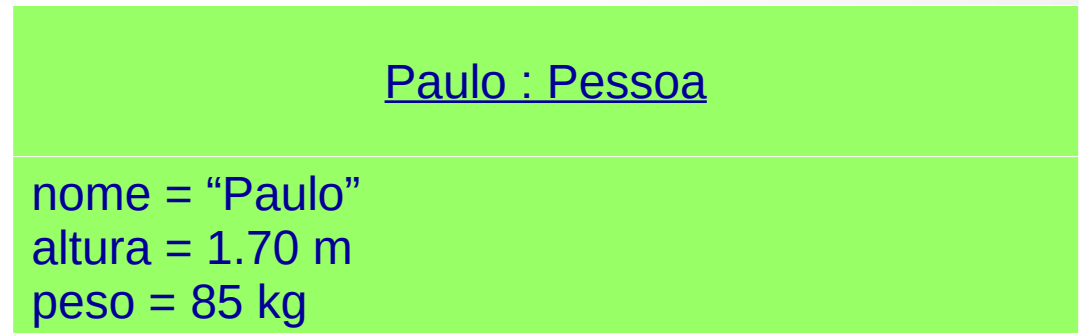 Paulo : Pessoa
nome = “Paulo”
altura = 1.70 m
peso = 85 kg